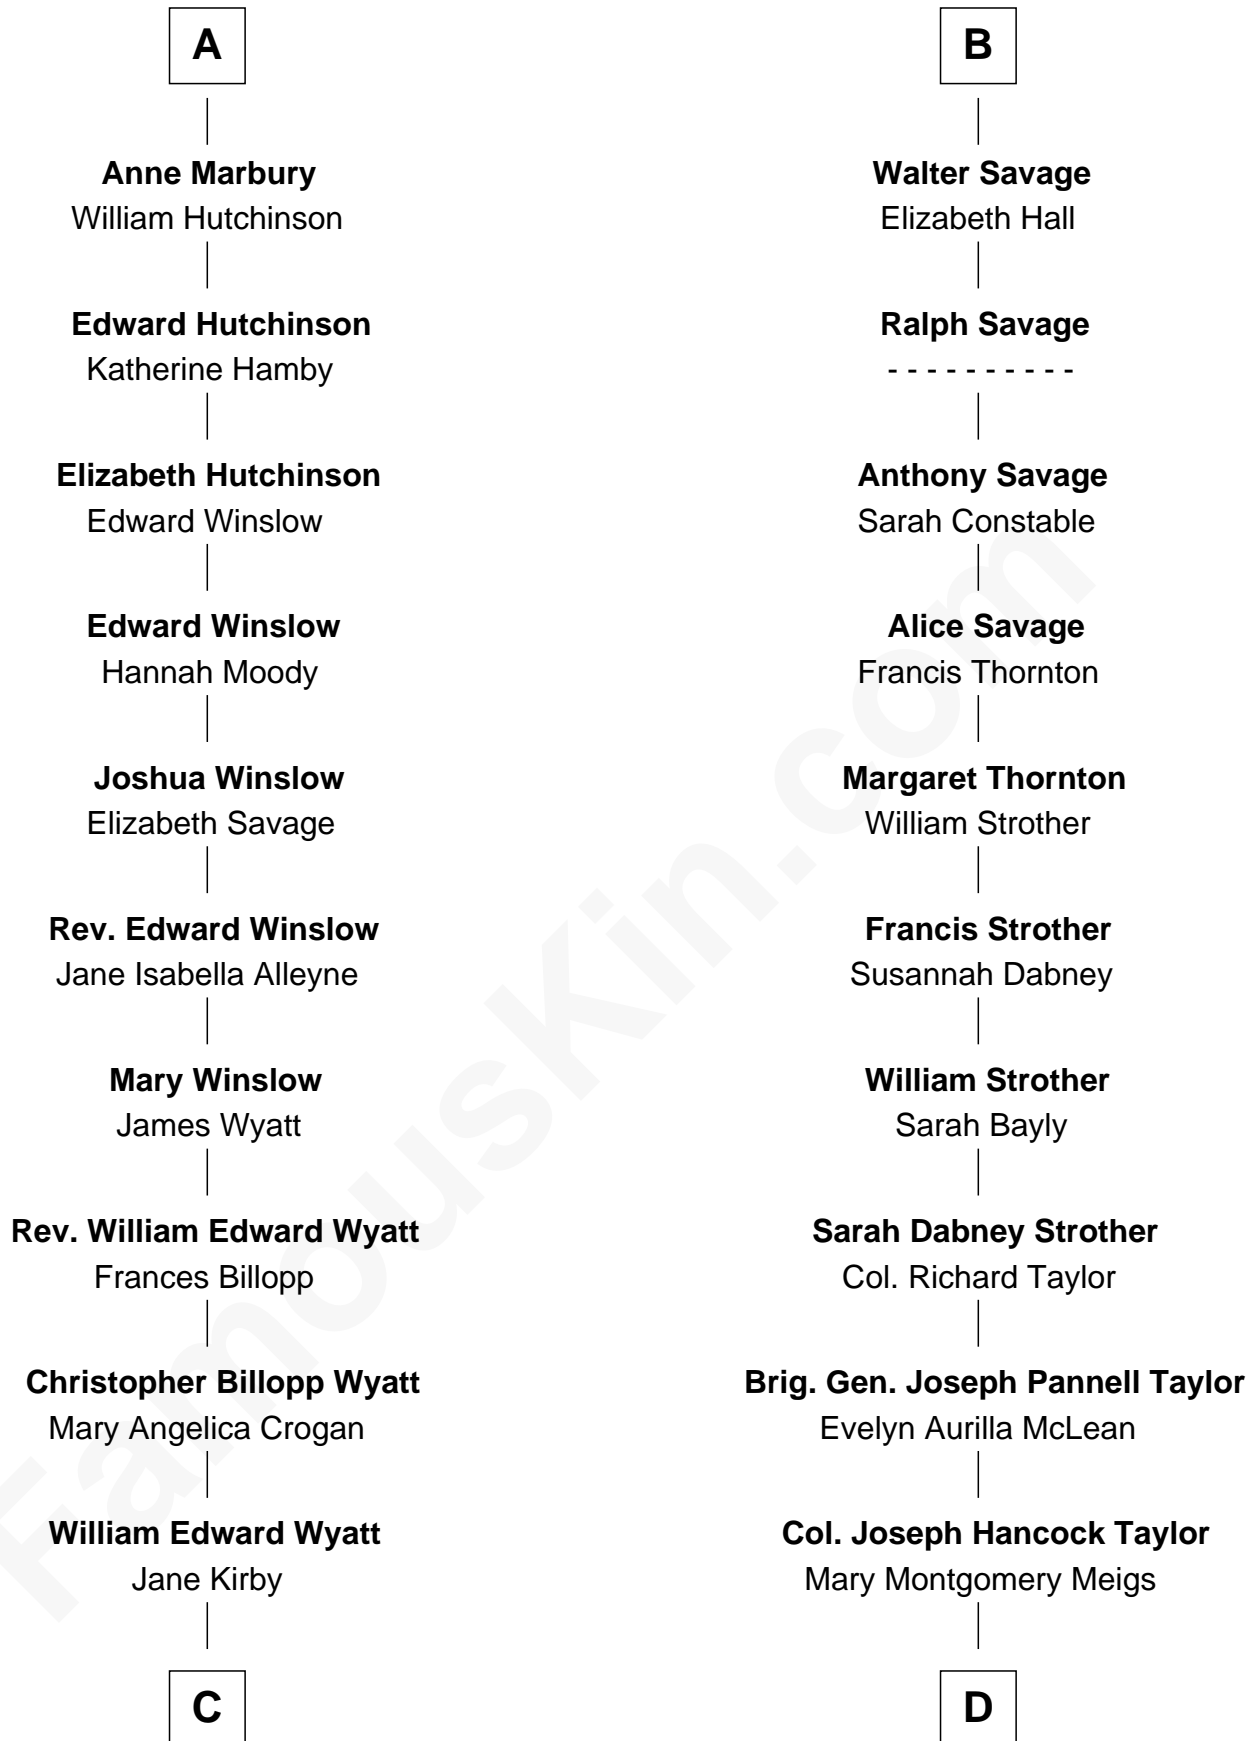 A
Anne Marbury
William Hutchinson
Edward Hutchinson
Katherine Hamby
Elizabeth Hutchinson
Edward Winslow
Edward Winslow
Hannah Moody
Joshua Winslow
Elizabeth Savage
Rev. Edward Winslow
Jane Isabella Alleyne
Mary Winslow
James Wyatt
Rev. William Edward Wyatt
Frances Billopp
Christopher Billopp Wyatt
Mary Angelica Crogan
William Edward Wyatt
Jane Kirby
C
B
Walter Savage
Elizabeth Hall
Ralph Savage
- - - - - - - - - -
Anthony Savage
Sarah Constable
Alice Savage
Francis Thornton
Margaret Thornton
William Strother
Francis Strother
Susannah Dabney
William Strother
Sarah Bayly
Sarah Dabney Strother
Col. Richard Taylor
Brig. Gen. Joseph Pannell Taylor
Evelyn Aurilla McLean
Col. Joseph Hancock Taylor
Mary Montgomery Meigs
D
FamousKin.com